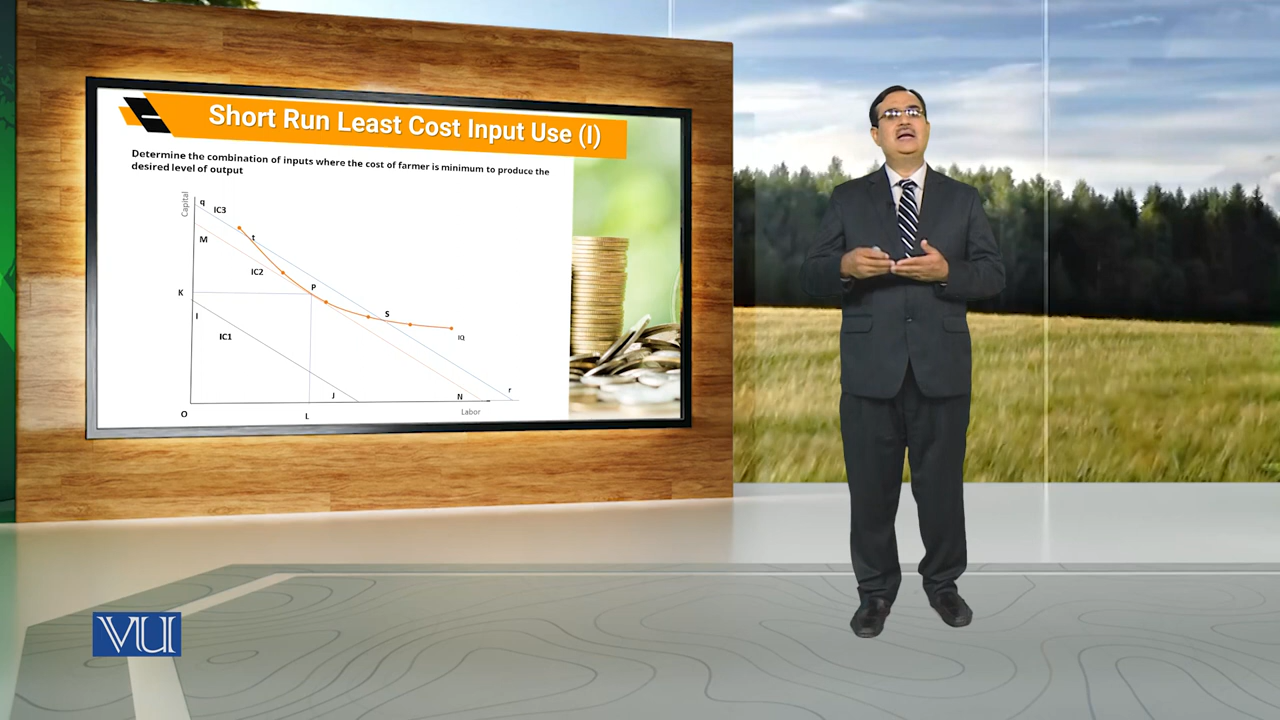 Short Run Least Cost Input Use (I)
Determine the combination of inputs where the cost of farmer is minimum to produce the
desired level of output
Capital
q
IC3
M
t
IC2
K
P
I
S
IC1
IQ
J
N
r
O
L
Labor
VU